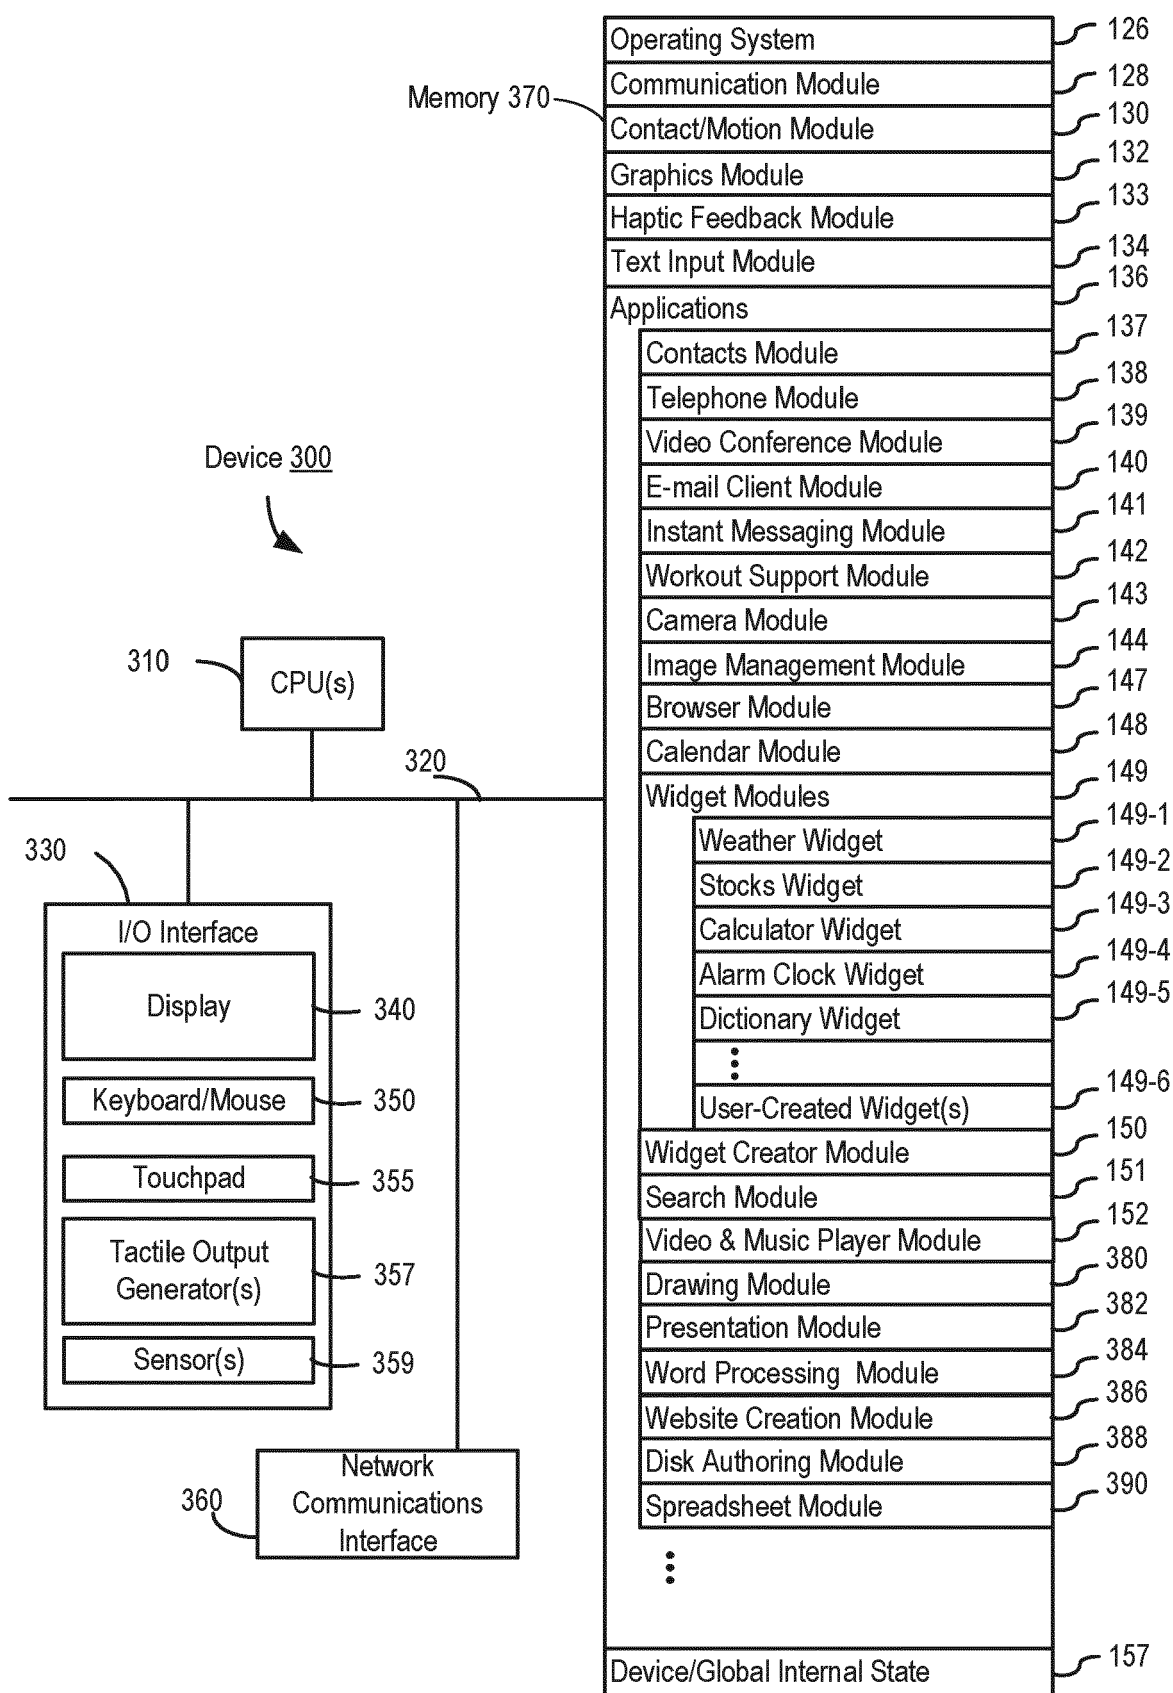 Operating System 126
Communication Module 128
Memory 370
Contact/Motion Module 130
Graphics Module 132
Haptic Feedback Module 133
Text Input Module 134
Applications 136
Contacts Module 137
Telephone Module 138
Video Conference Module 139
E-mail Client Module 140
Instant Messaging Module 141
Workout Support Module 142
Camera Module 143
Image Management Module 144
Browser Module 147
Calendar Module 148
Widget Modules 149
Weather Widget 149-1
Stocks Widget 149-2
Calculator Widget 149-3
Alarm Clock Widget 149-4
Dictionary Widget 149-5
User-Created Widget(s) 149-6
Widget Creator Module 150
Search Module 151
Video & Music Player Module 152
Drawing Module 380
Presentation Module 382
Word Processing Module 384
Website Creation Module 386
Disk Authoring Module 388
Spreadsheet Module 390
Device/Global Internal State 157
Device 300
310
CPU(s)
320
330
I/O Interface
Display 340
Keyboard/Mouse 350
Touchpad 355
Tactile Output
Generator(s) 357
Sensor(s) 359
360
Network
Communications
Interface